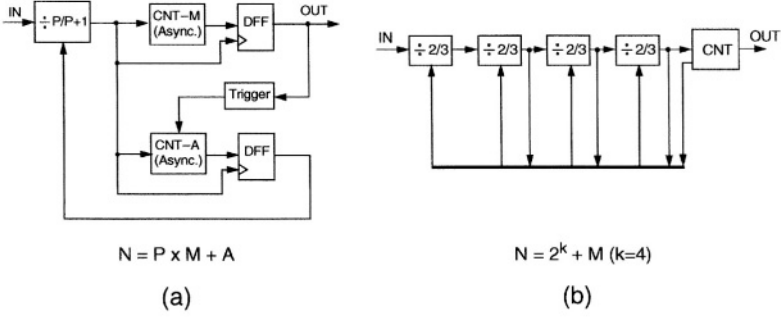 IN
÷ P/P+1
CNT-M
(Async.)
DFF
OUT
Trigger
CNT-A
(Async.)
DFF
N = P x M + A
(a)
IN
÷ 2/3
÷ 2/3
÷ 2/3
÷ 2/3
CNT
OUT
N = 2^k + M (k=4)
(b)